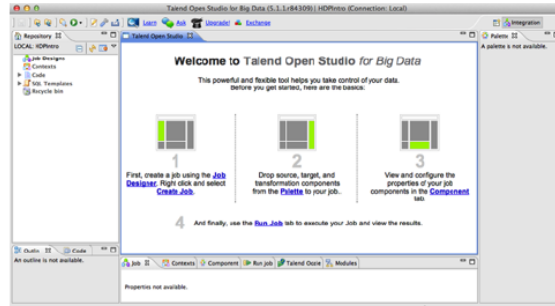 Talend Open Studio for Big Data (5.1.1.r84309) | HDPIntro (Connection: Local)
Learn Ask Upgrade! Exchange
Integration
Repository
LOCAL: HDPIntro
Job Designs
Contexts
Code
SQL Templates
Recycle bin
Talend Open Studio
Welcome to Talend Open Studio for Big Data
This powerful and flexible tool helps you take control of your data.
Before you get started, here are the basics:
1
First, create a job using the Job
Designer. Right click and select
Create Job.
2
Drop source, target, and
transformation components
from the Palette to your job.
3
View and configure the
properties of your job
components in the Component
tab.
4 And finally, use the Run Job tab to execute your Job and view the results.
Palette
A palette is not available.
Outlin Code
An outline is not available.
Job Contexts Component Run Job Talend Oozie Modules
Properties not available.